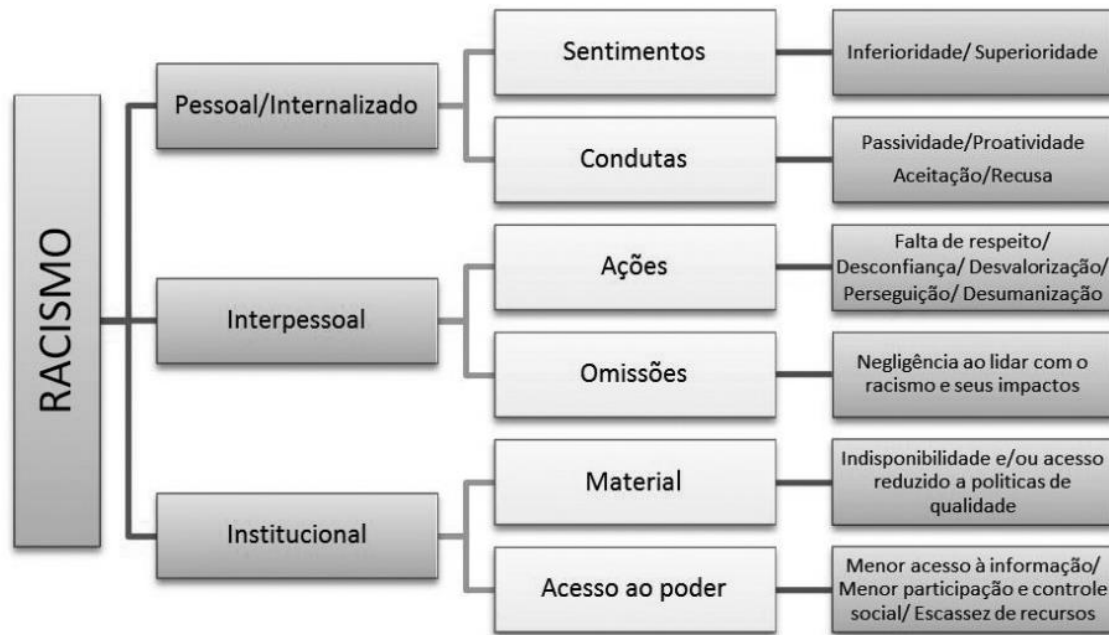 RACISMO
Pessoal/Internalizado
Sentimentos
Inferioridade/ Superioridade
Condutas
Passividade/Proatividade
Aceitação/Recusa
Interpessoal
Ações
Falta de respeito/
Desconfiança/ Desvalorização/
Perseguição/ Desumanização
Omissões
Negligência ao lidar com o
racismo e seus impactos
Institucional
Material
Indisponibilidade e/ou acesso
reduzido a politicas de
qualidade
Acesso ao poder
Menor acesso à informação/
Menor participação e controle
social/ Escassez de recursos